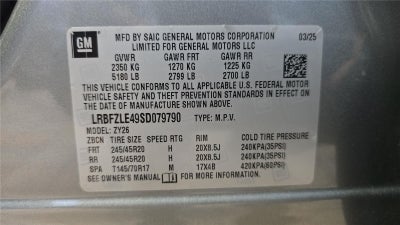 GM
MFD BY SAIC GENERAL MOTORS CORPORATION 03/25
LIMITED FOR GENERAL MOTORS LLC
GVWR GAWR FRT GAWR RR
2350 KG 1270 KG 1225 KG
5180 LB 2799 LB 2700 LB
THIS VEHICLE CONFORMS TO ALL APPLICABLE U.S. FEDERAL MOTOR
VEHICLE SAFETY AND THEFT PREVENTION STANDARDS IN EFFECT ON
THE DATE OF MANUFACTURE SHOWN ABOVE.
LRBFZLE49SD079790 TYPE: M.P.V.
MODEL: ZY26
ZBCN TIRE SIZE SPEED RTG RIM COLD TIRE PRESSURE
FRT 245/45R20 H 20X8.5J 240KPA(35PSI)
RR 245/45R20 H 20X8.5J 240KPA(35PSI)
SPA T145/70R17 M 17X4B 420KPA(60PSI)
SEE OWNER'S MANUAL FOR MORE INFORMATION.